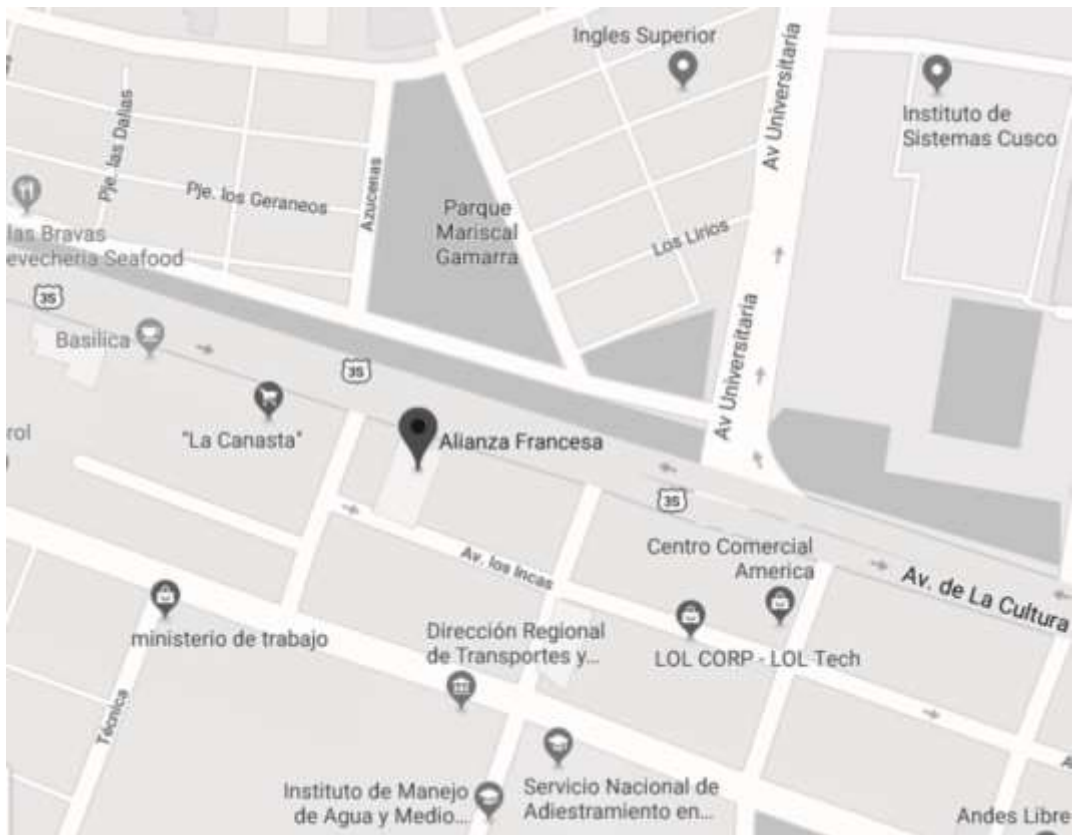 Ingles Superior
Av Universitaria
Instituto de
Sistemas Cusco
Pje. las Dalias
Pje. los Geraneos
Azucenas
Parque
Mariscal
Gamarra
Los Lirios
las Bravas
evecheria Seafood
35
Basilica
35
Av Universitaria
"La Canasta"
Alianza Francesa
rol
35
Centro Comercial
America
Av. los Incas
Av. de La Cultura
ministerio de trabajo
Dirección Regional
de Transportes y...
LOL CORP - LOL Tech
Técnica
Instituto de Manejo
de Agua y Medio...
Servicio Nacional de
Adiestramiento en...
A
Andes Libre